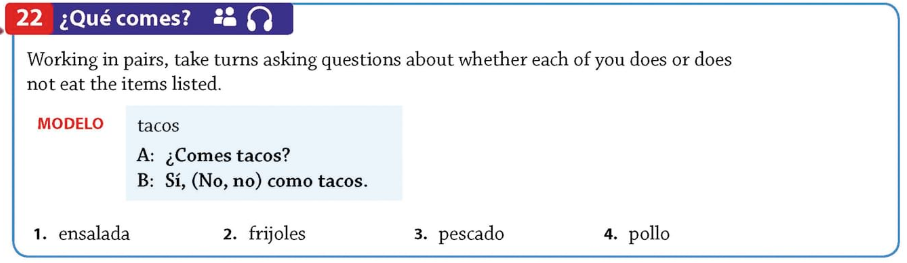 22 ¿Qué comes?
Working in pairs, take turns asking questions about whether each of you does or does
not eat the items listed.
MODELO tacos
A: ¿Comes tacos?
B: Sí, (No, no) como tacos.
1. ensalada 2. frijoles 3. pescado 4. pollo